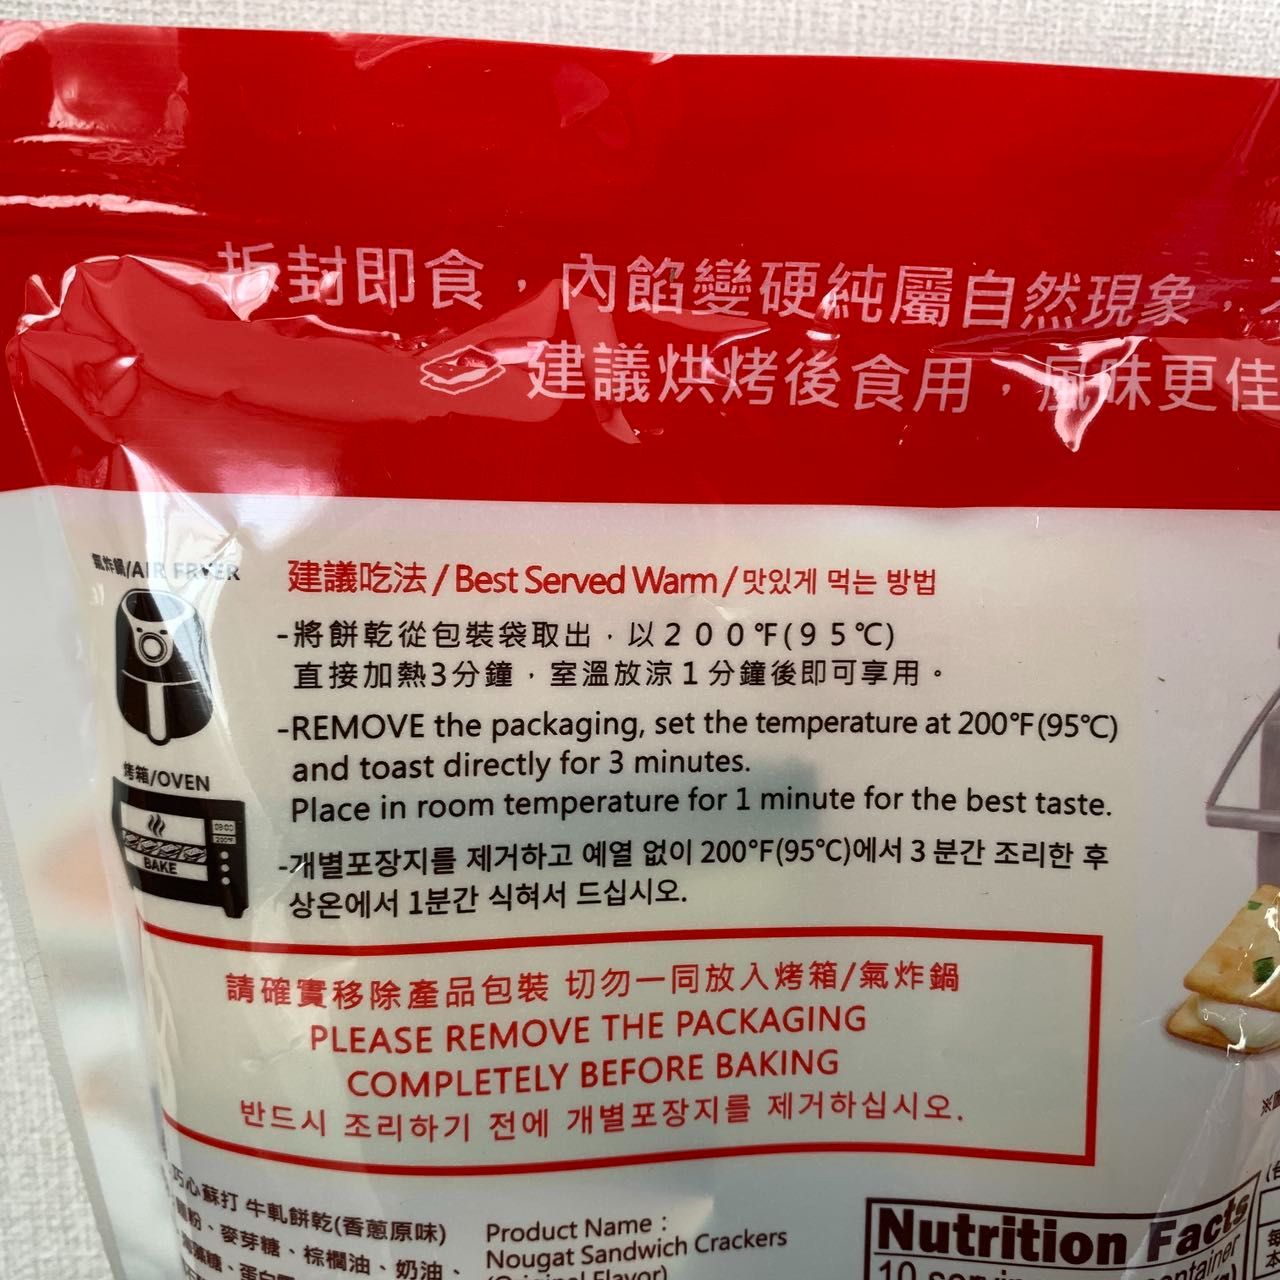 拆封即食，內餡變硬純屬自然現象，
建議烘烤後食用，風味更佳
氣炸鍋/AIR FRYER
建議吃法/Best Served Warm/맛있게 먹는 방법
-將餅乾從包裝袋取出，以200℉(95℃)
直接加熱3分鐘，室溫放涼1分鐘後即可享用。
-REMOVE the packaging, set the temperature at 200℉(95℃)
and toast directly for 3 minutes.
Place in room temperature for 1 minute for the best taste.
烤箱/OVEN
BAKE
-개별포장지를 제거하고 예열 없이 200℉(95℃)에서 3 분간 조리한 후
상온에서 1분간 식혀서 드십시오.
請確實移除產品包裝 切勿一同放入烤箱/氣炸鍋
PLEASE REMOVE THE PACKAGING
COMPLETELY BEFORE BAKING
반드시 조리하기 전에 개별포장지를 제거하십시오.
巧心蘇打 牛軋餅乾(香蔥原味)
粉、麥芽糖、棕櫚油、奶油、
糖、蛋白
Product Name :
Nougat Sandwich Crackers
(Original Flavor)
Nutrition Facts
10